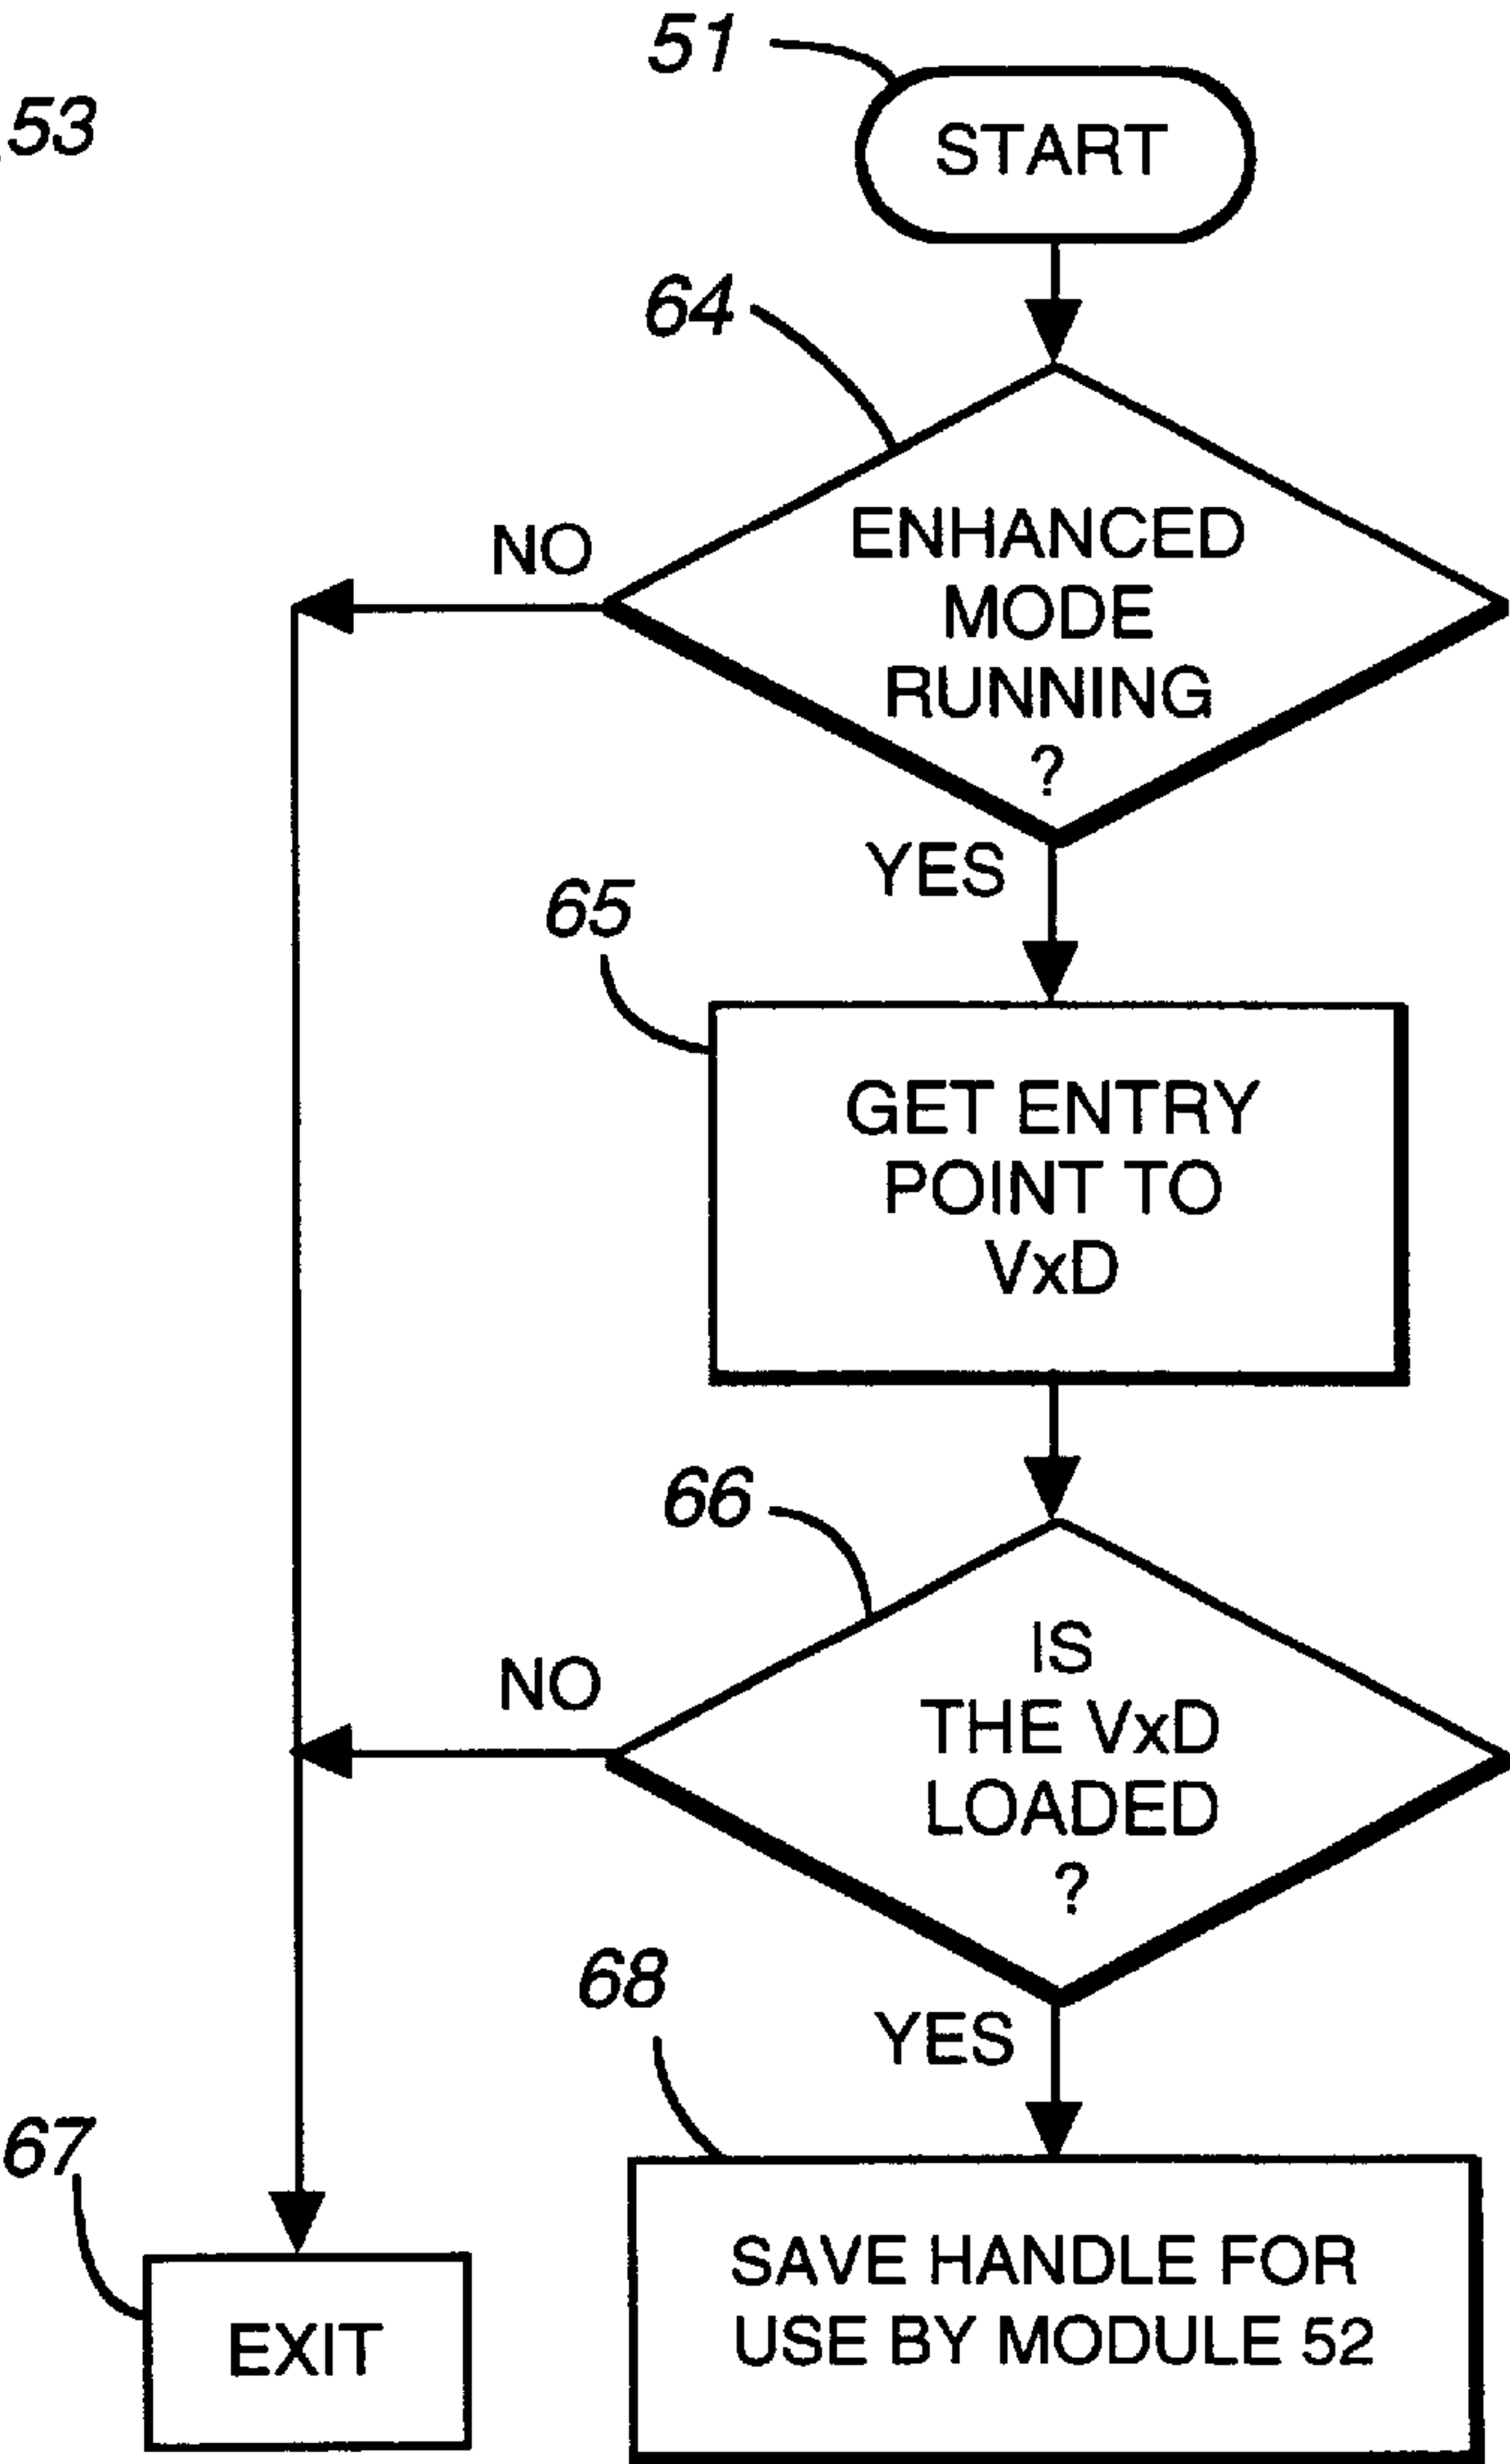 51
53
START
64
ENHANCED
MODE
RUNNING
?
NO
YES
65
GET ENTRY
POINT TO
VxD
66
IS
THE VxD
LOADED
?
NO
68
YES
67
EXIT
SAVE HANDLE FOR
USE BY MODULE 52